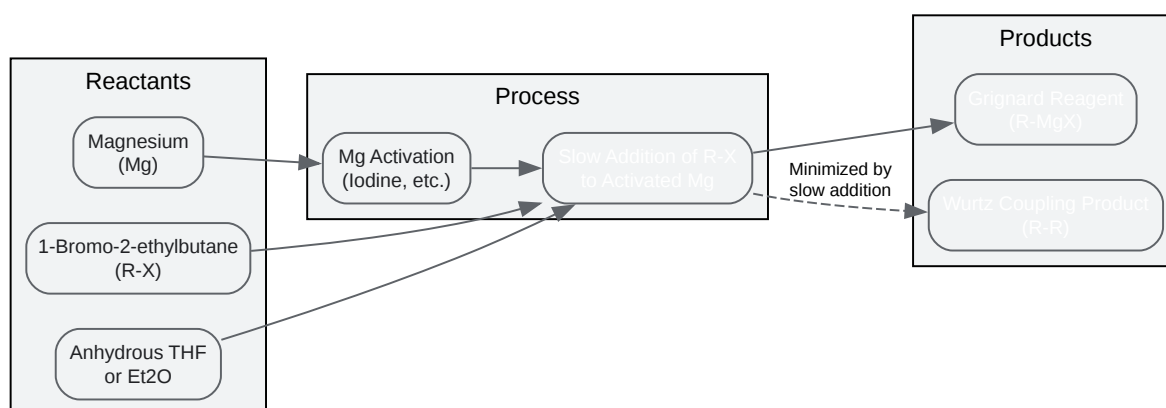 Reactants
Magnesium
(Mg)
1-Bromo-2-ethylbutane
(R-X)
Anhydrous THF
or Et2O
Process
Mg Activation
(Iodine, etc.)
Slow Addition of R-X
to Activated Mg
Minimized by
slow addition
Products
Grignard Reagent
(R-MgX)
Wurtz Coupling Product
(R-R)